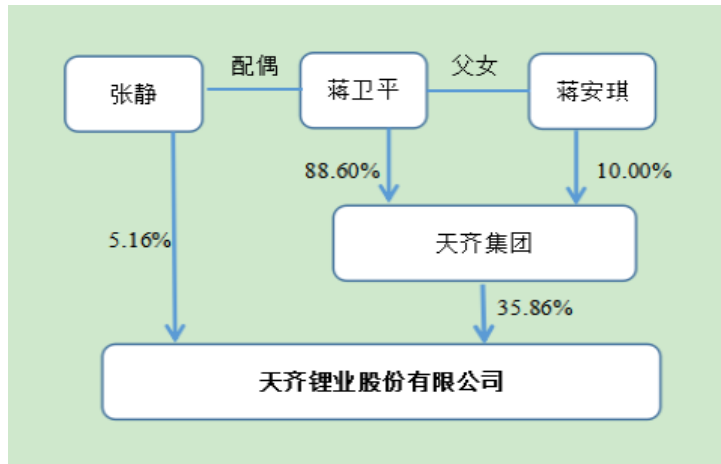 配偶
父女
张静
蒋卫平
蒋安琪
88.60%
10.00%
5.16%
天齐集团
35.86%
天齐锂业股份有限公司